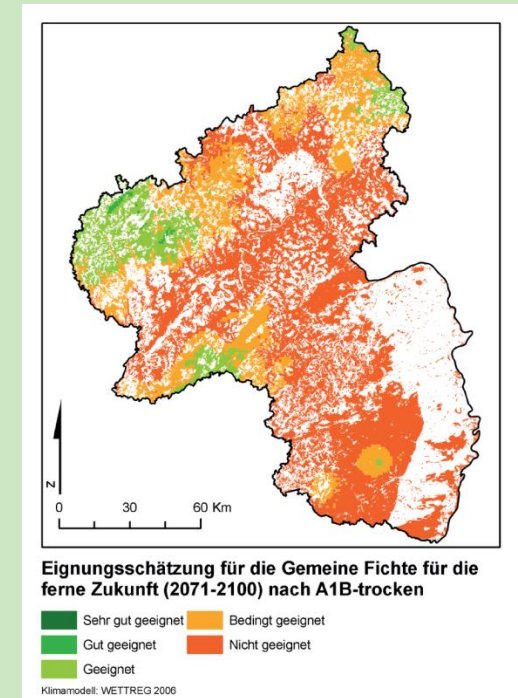 N
0 30 60 Km
Eignungsschätzung für die Gemeine Fichte für die
ferne Zukunft (2071-2100) nach A1B-trocken
Sehr gut geeignet
Bedingt geeignet
Gut geeignet
Nicht geeignet
Geeignet
Klimamodell: WETTREG 2006